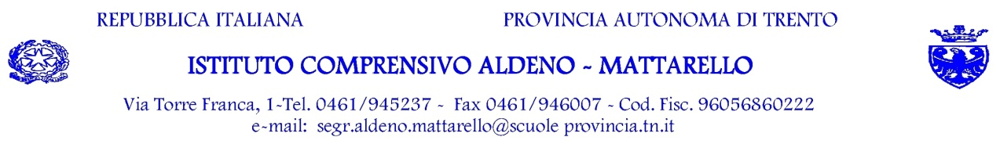 REPUBBLICA ITALIANA PROVINCIA AUTONOMA DI TRENTO
ISTITUTO COMPRENSIVO ALDENO - MATTARELLO
Via Torre Franca, 1-Tel. 0461/945237 - Fax 0461/946007 - Cod. Fisc. 96056860222
e-mail: segr.aldeno.mattarello@scuole provincia.tn.it